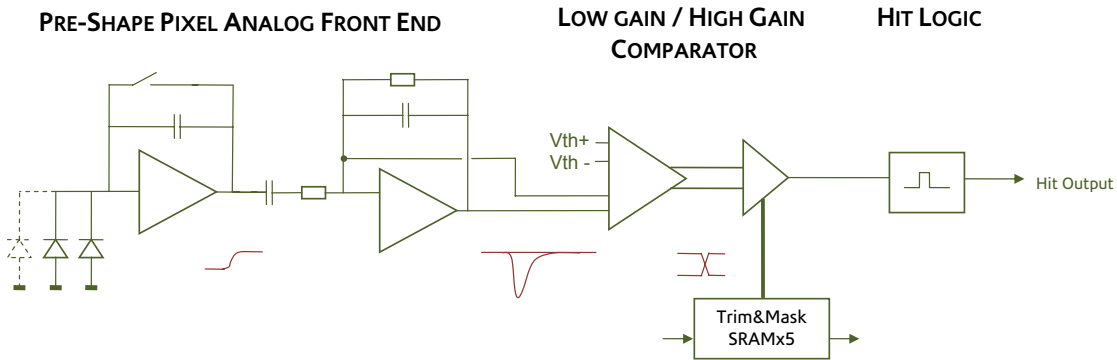 PRE-SHAPE PIXEL ANALOG FRONT END
LOW GAIN / HIGH GAIN
COMPARATOR
HIT LOGIC
Vth+
Vth -
Hit Output
Trim&Mask
SRAMx5